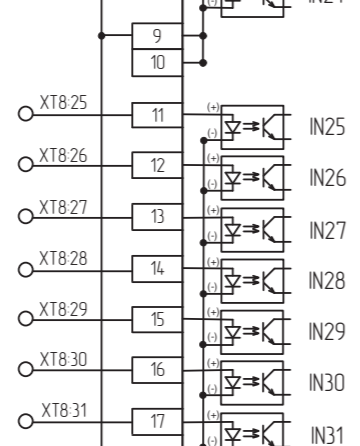 (-)
9
10
XT8:25 11 (+) (-) IN25
XT8:26 12 (+) (-) IN26
XT8:27 13 (+) (-) IN27
XT8:28 14 (+) (-) IN28
XT8:29 15 (+) (-) IN29
XT8:30 16 (+) (-) IN30
XT8:31 17 (+) (-) IN31